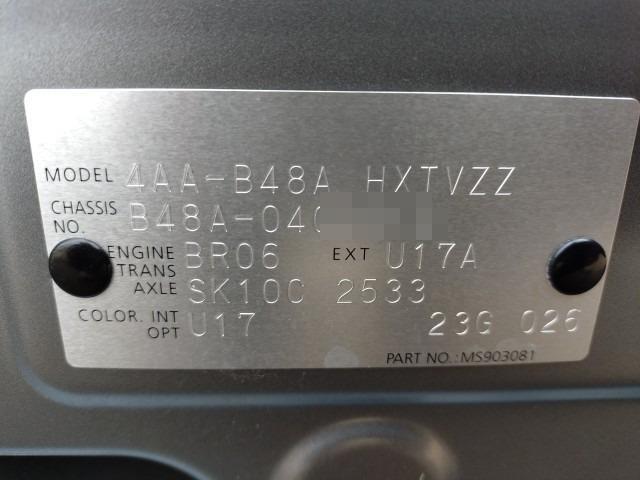 MODEL 4AA-B48A HXTVZZ
CHASSIS NO. B48A-040
ENGINE BR06 EXT U17A
TRANS AXLE SK10C 2533
COLOR. INT OPT U17 23G 026
PART NO.:MS903081